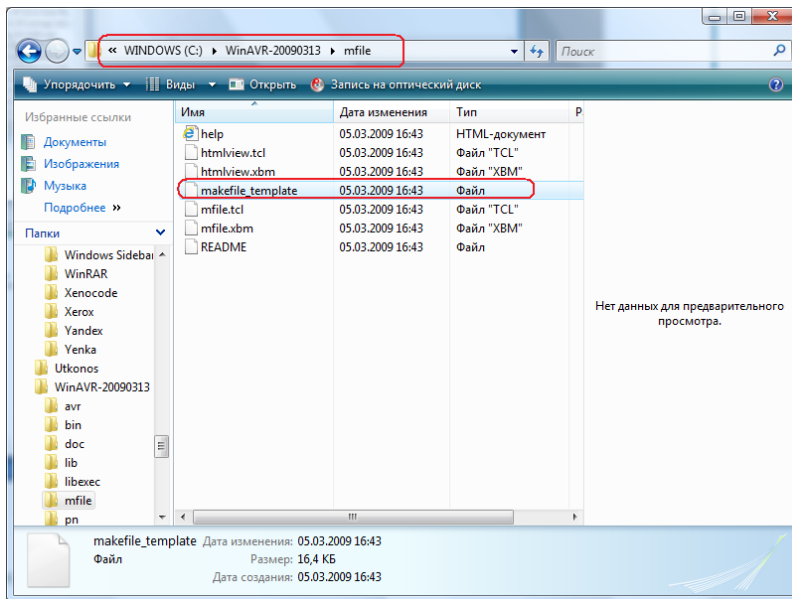 « WINDOWS (C:) ▸ WinAVR-20090313 ▸ mfile
Поиск
Упорядочить Виды Открыть Запись на оптический диск
Избранные ссылки
Документы
Изображения
Музыка
Подробнее »
Папки
Windows Sidebar
WinRAR
Xenocode
Xerox
Yandex
Yenka
Utkonos
WinAVR-20090313
avr
bin
doc
lib
libexec
mfile
pn
Имя Дата изменения Тип Р
help 05.03.2009 16:43 HTML-документ
htmlview.tcl 05.03.2009 16:43 Файл "TCL"
htmlview.xbm 05.03.2009 16:43 Файл "XBM"
makefile_template 05.03.2009 16:43 Файл
mfile.tcl 05.03.2009 16:43 Файл "TCL"
mfile.xbm 05.03.2009 16:43 Файл "XBM"
README 05.03.2009 16:43 Файл
Нет данных для предварительного
просмотра.
makefile_template Дата изменения: 05.03.2009 16:43
Файл Размер: 16,4 КБ
Дата создания: 05.03.2009 16:43